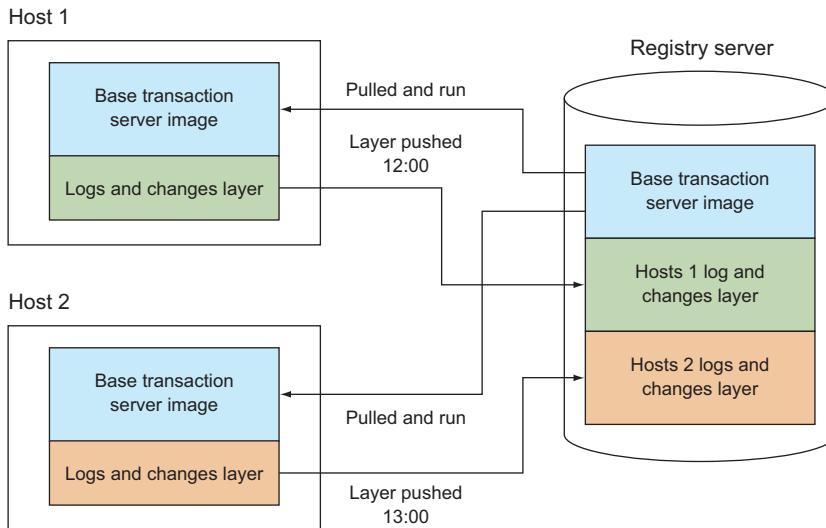 Host 1
Base transaction
server image
Logs and changes layer
Pulled and run
Layer pushed
12:00
Host 2
Base transaction
server image
Logs and changes layer
Pulled and run
Layer pushed
13:00
Registry server
Base transaction
server image
Hosts 1 log and
changes layer
Hosts 2 logs and
changes layer